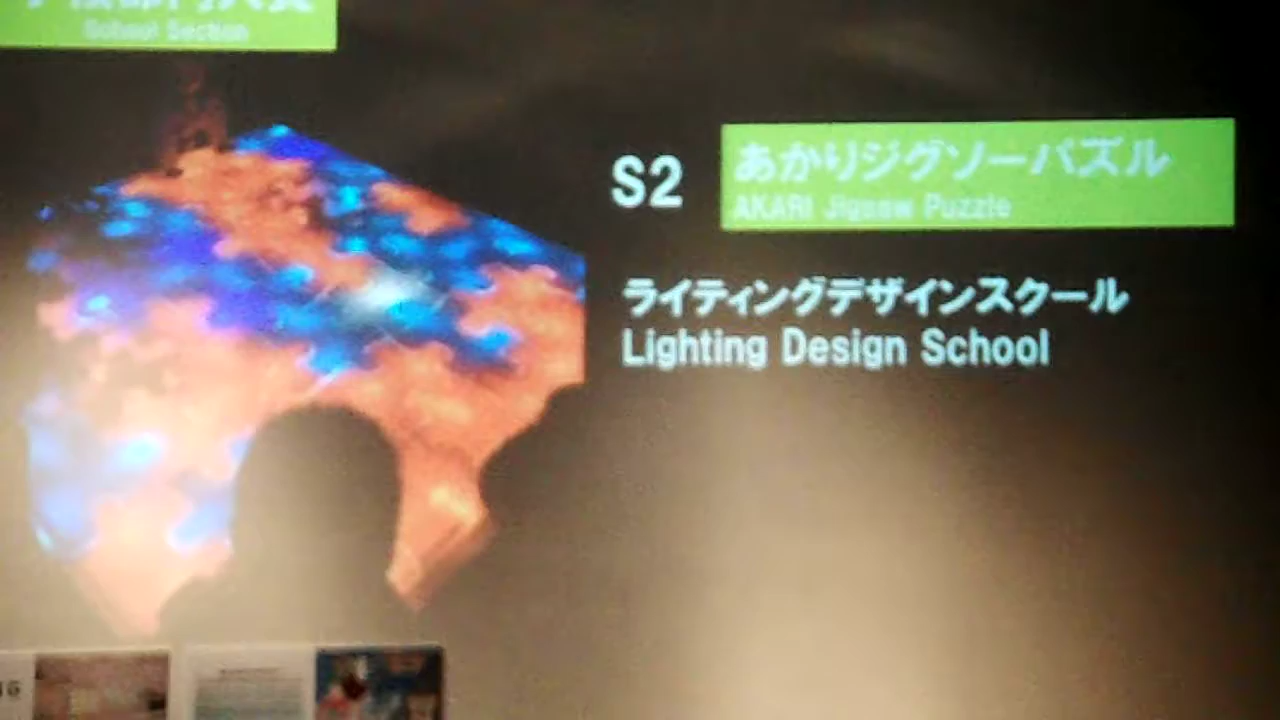 School Section
S2
あかりジグソーパズル
AKARI Jigsaw Puzzle
ライティングデザインスクール
Lighting Design School